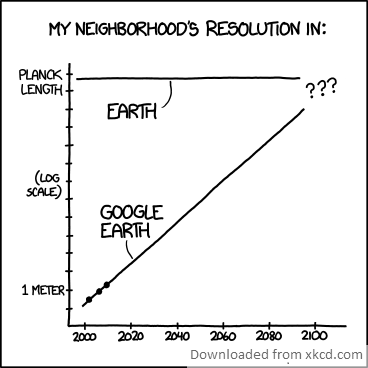 MY NEIGHBORHOOD'S RESOLUTION IN:
PLANCK
LENGTH
EARTH
???
(LOG
SCALE)
GOOGLE
EARTH
1 METER
2000 2020 2040 2060 2080 2100
Downloaded from xkcd.com